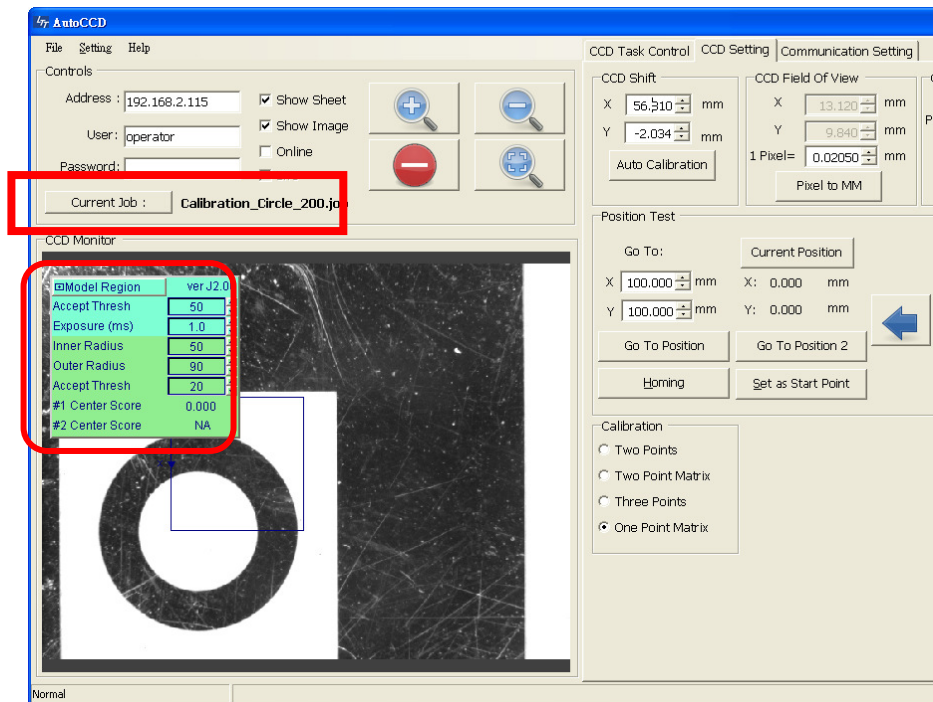 AutoCCD
File Setting Help
Controls
Address : 192.168.2.115
User: operator
Password:
Show Sheet
Show Image
Online
Current Job : Calibration_Circle_200.job
CCD Monitor
Model Region ver J2.0
Accept Thresh 50
Exposure (ms) 1.0
Inner Radius 50
Outer Radius 90
Accept Thresh 20
#1 Center Score 0.000
#2 Center Score NA
Normal
CCD Task Control CCD Setting Communication Setting
CCD Shift
X 56.310 mm
Y -2.034 mm
Auto Calibration
CCD Field Of View
X 13.120 mm
Y 9.840 mm
1 Pixel= 0.02050 mm
Pixel to MM
Position Test
Go To:
X 100.000 mm
Y 100.000 mm
Current Position
X: 0.000 mm
Y: 0.000 mm
Go To Position
Go To Position 2
Homing
Set as Start Point
Calibration
Two Points
Two Point Matrix
Three Points
One Point Matrix